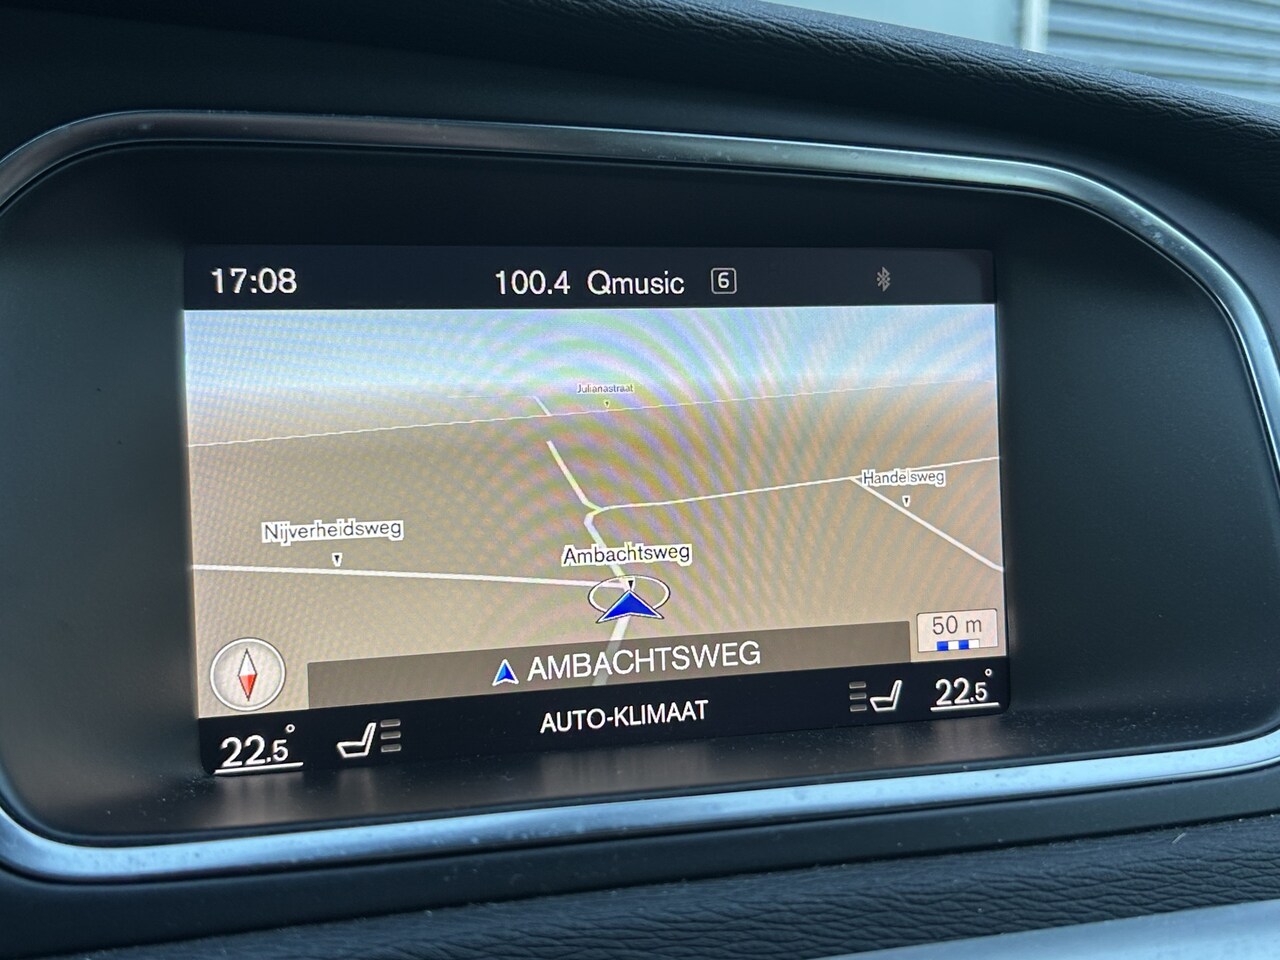 17:08 100.4 Qmusic 6
Julianastraat
Handelsweg
Nijverheidsweg
Ambachtsweg
50 m
AMBACHTSWEG
22.5° AUTO-KLIMAAT 22.5°